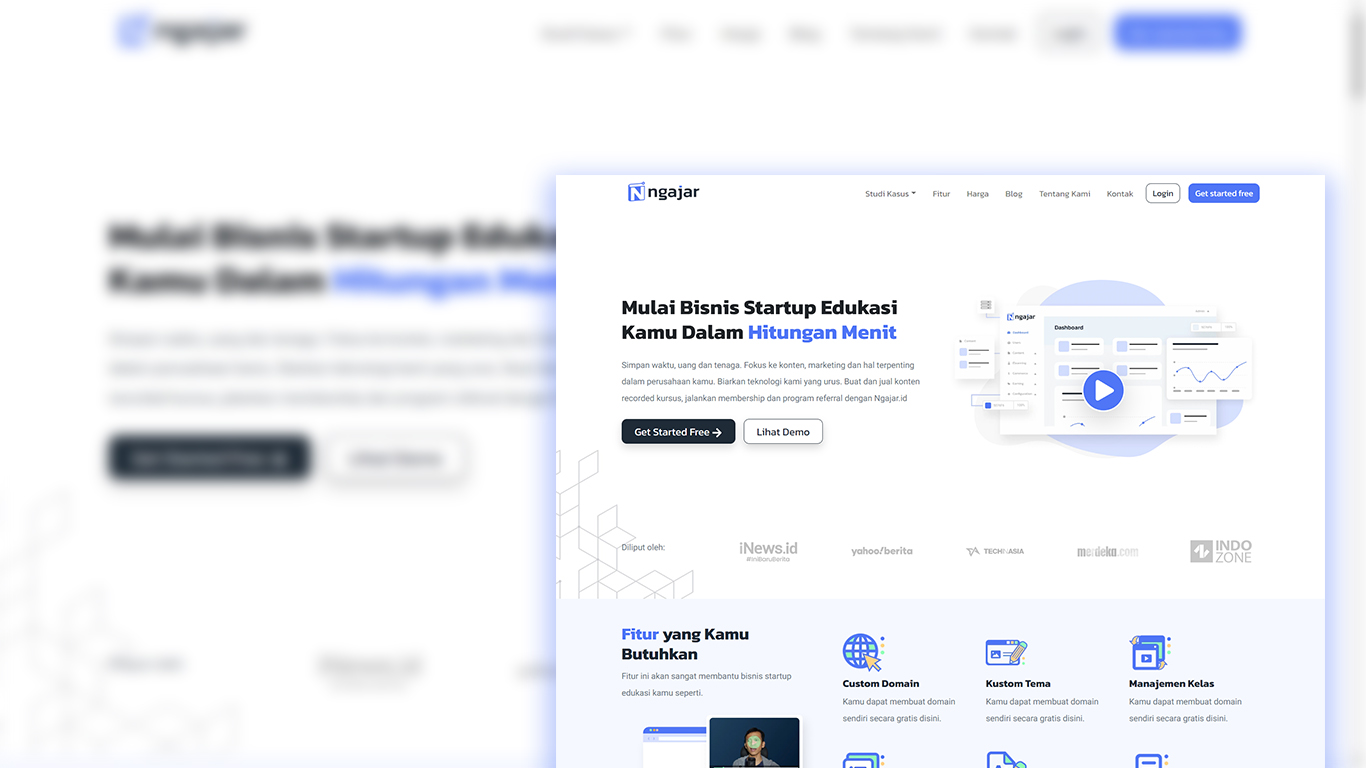 ngajar
Studi Kasus Fitur Harga Blog Tentang Kami Kontak Login Get started free
Mulai Bisnis Startup Edukasi
Kamu Dalam Hitungan Menit
Simpan waktu, uang dan tenaga. Fokus ke konten, marketing dan hal terpenting
dalam perusahaan kamu. Biarkan teknologi kami yang urus. Buat dan jual konten
recorded kursus, jalankan membership dan program referral dengan Ngajar.id
Get Started Free → Lihat Demo
ngajar
Dashboard
Dashboard
Diliput oleh:
iNews.id
#IniBaruBerita
yahoo!berita
TECHINASIA
merdeka.com
INDO
ZONE
Fitur yang Kamu
Butuhkan
Fitur ini akan sangat membantu bisnis startup
edukasi kamu seperti.
Custom Domain
Kamu dapat membuat domain
sendiri secara gratis disini.
Kustom Tema
Kamu dapat membuat domain
sendiri secara gratis disini.
Manajemen Kelas
Kamu dapat membuat domain
sendiri secara gratis disini.